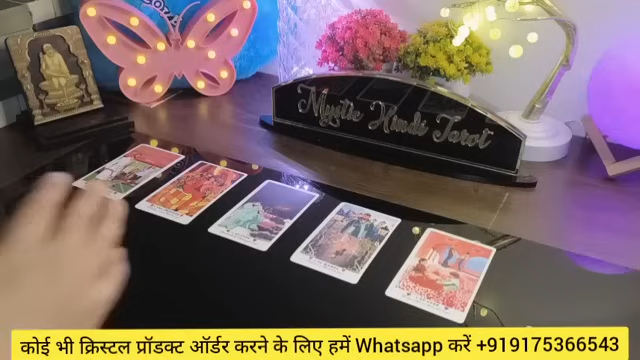 Mystic Hindi Tarot
कोई भी क्रिस्टल प्रॉडक्ट ऑर्डर करने के लिए हमें Whatsapp करें +919175366543